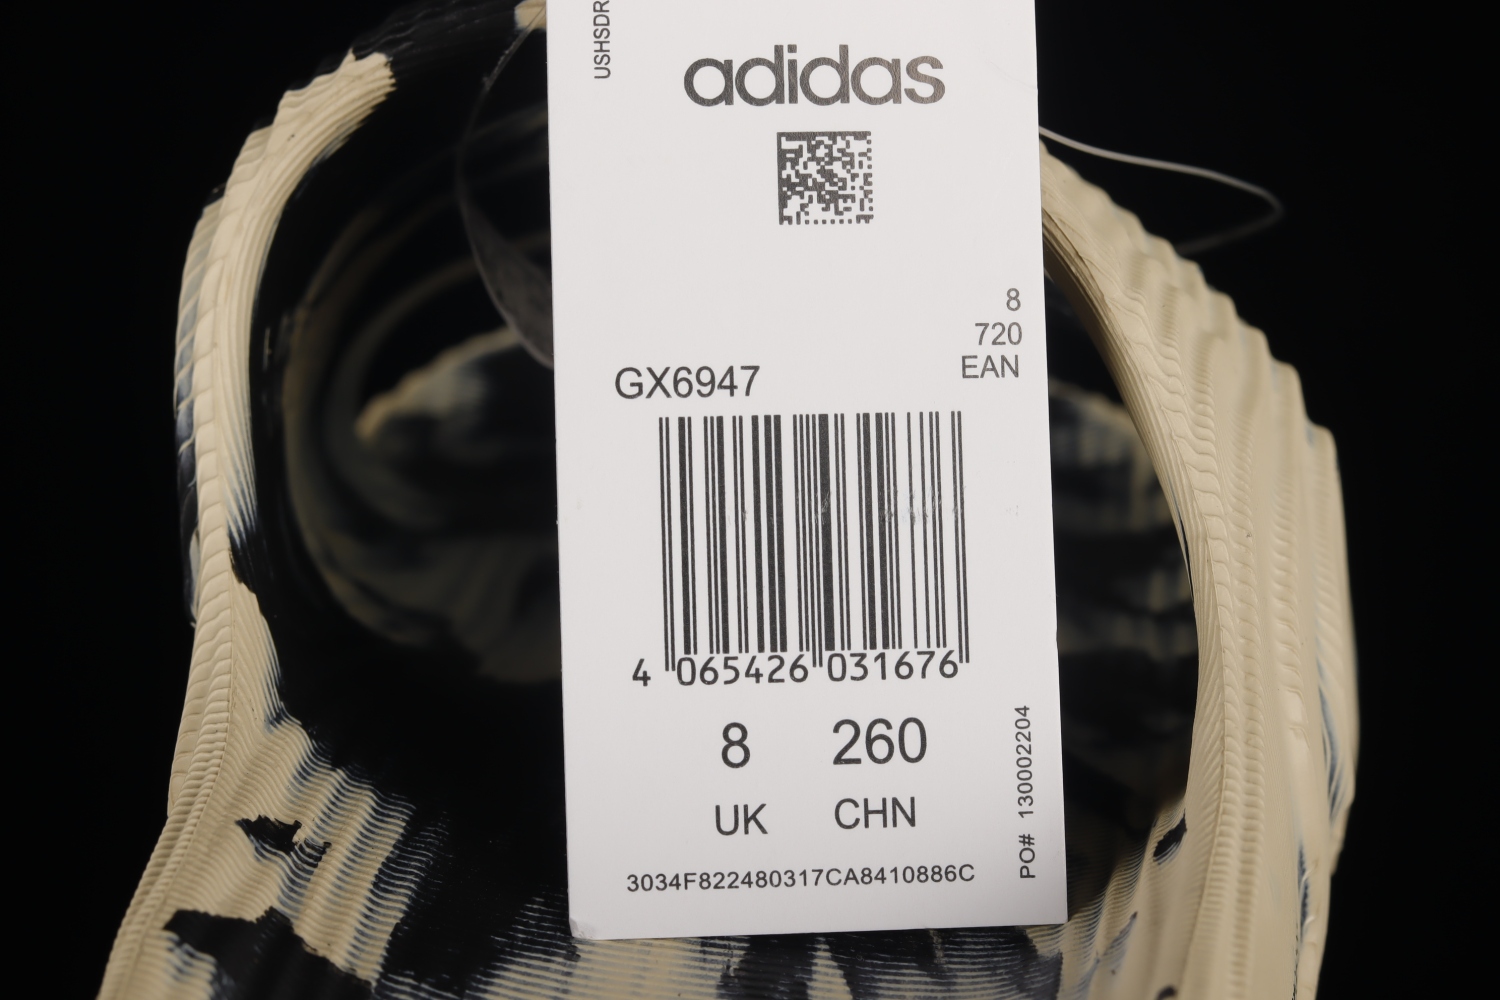 USHSDR
adidas
8
720
EAN
GX6947
4 065426 031676
8 260
UK CHN
3034F822480317CA8410886C
PO# 130002204